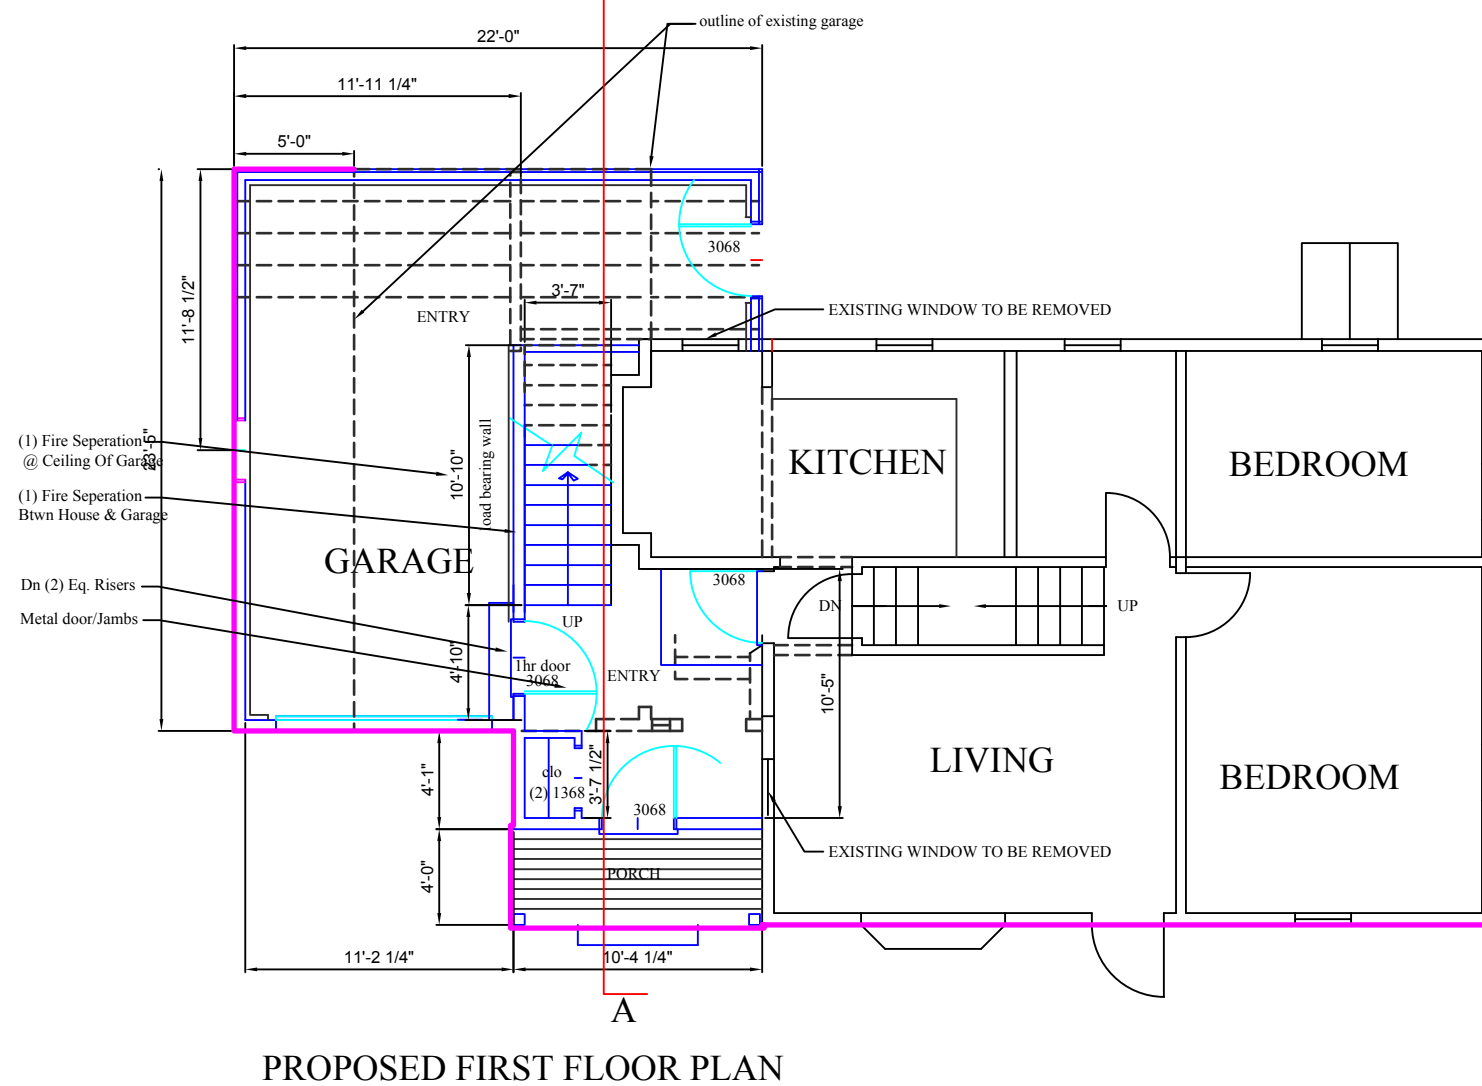 outline of existing garage
22'-0"
11'-11 1/4"
5'-0"
3068
11'-8 1/2"
3'-7"
ENTRY
EXISTING WINDOW TO BE REMOVED
(1) Fire Seperation
@ Ceiling Of Garage
23'-5"
10'-10"
oad bearing wall
KITCHEN
BEDROOM
(1) Fire Seperation
Btwn House & Garage
GARAGE
Dn (2) Eq. Risers
Metal door/Jambs
3068
DN
UP
UP
4'-10"
1hr door
3068
ENTRY
10'-5"
LIVING
BEDROOM
4'-1"
clo
(2) 1368
3'-7 1/2"
3068
EXISTING WINDOW TO BE REMOVED
4'-0"
PORCH
11'-2 1/4"
10'-4 1/4"
A
PROPOSED FIRST FLOOR PLAN